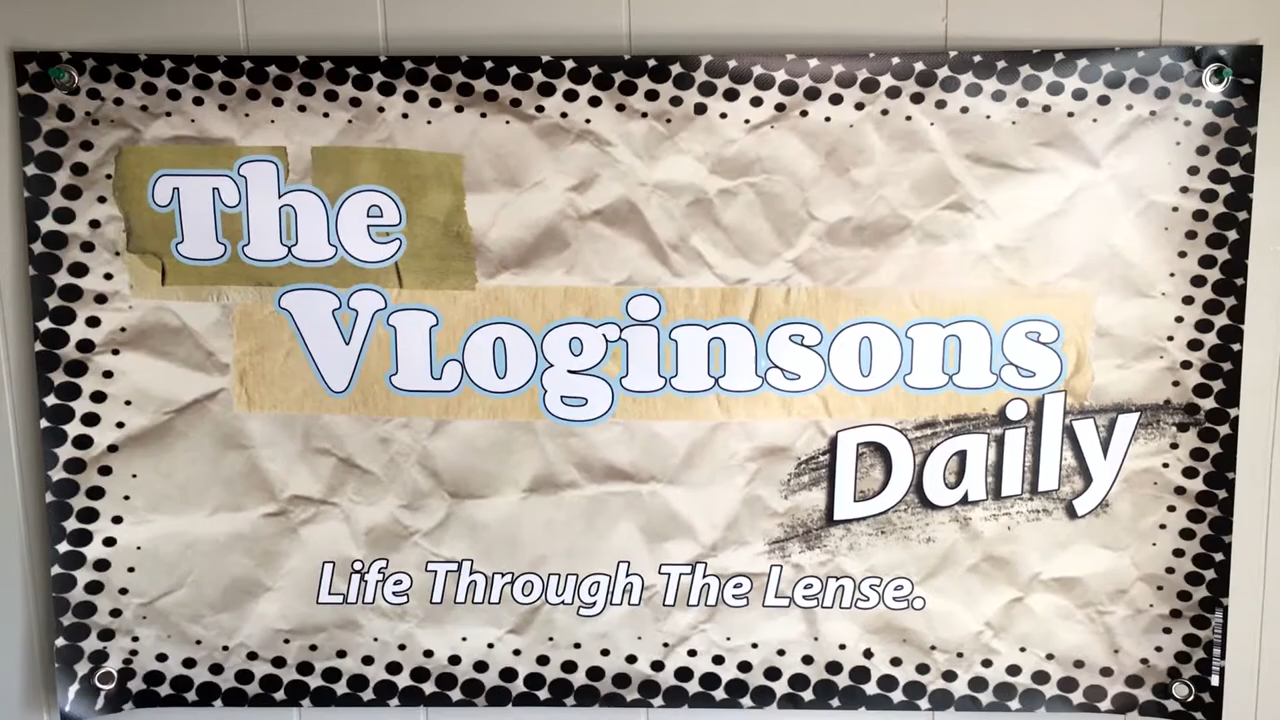 The
VLoginsons
Daily
Life Through The Lense.